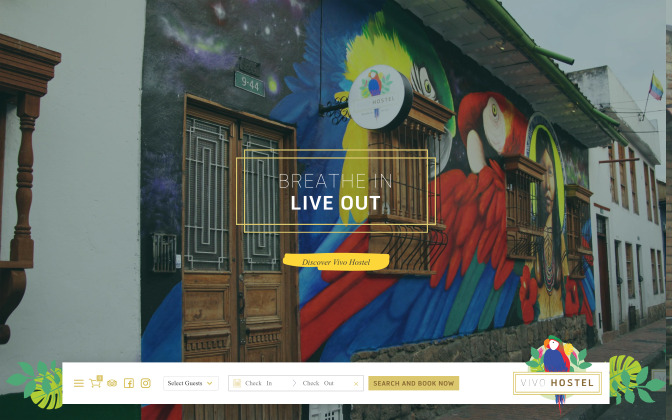 9-44
HOSTEL
BREATHE IN
LIVE OUT
Discover Vivo Hostel
Select Guests
Check In
Check Out
SEARCH AND BOOK NOW
VIVO HOSTEL